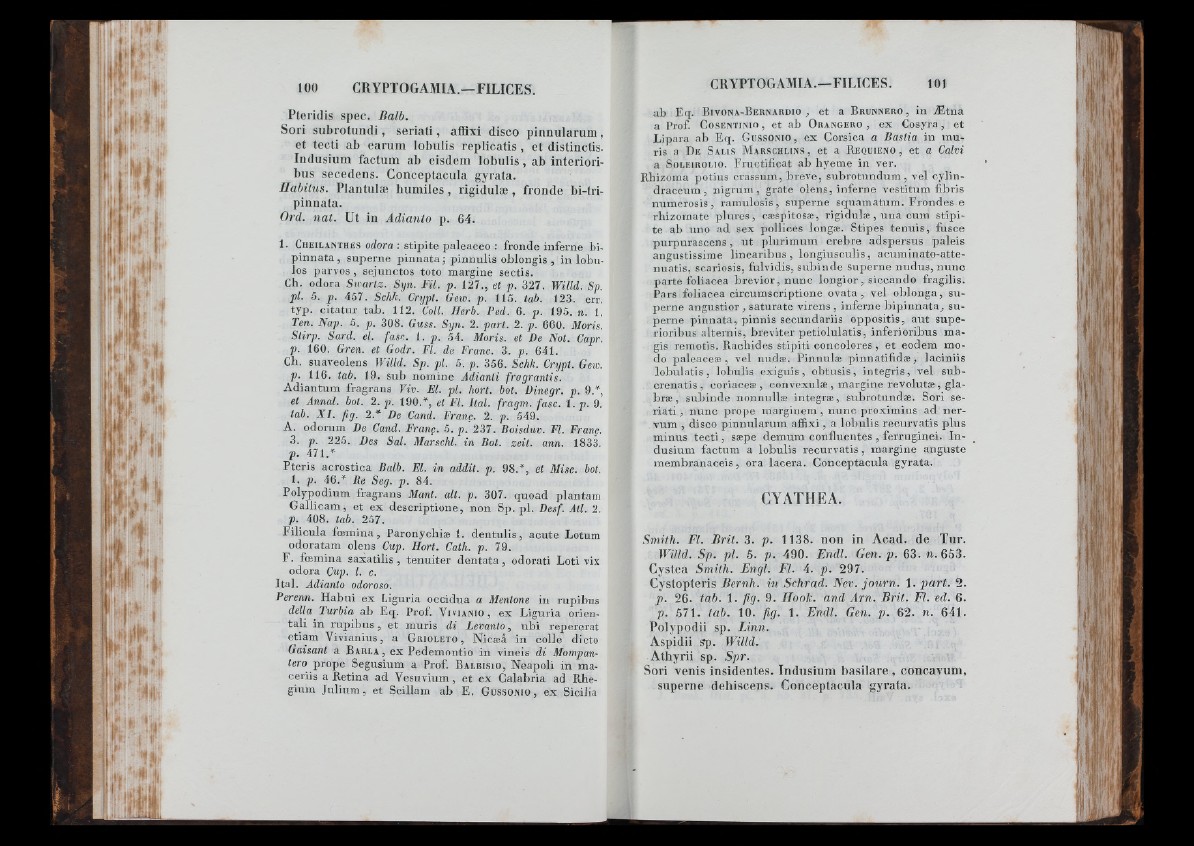 100 CRYPTOGAMIA.—FILICES.
Pteridis spec. Balb.
Sori subrotundi, seriati, affixi disco pinnularum,
et tecti ab earum lobulis replicatis, et distinctis.
Indusium factum ab eisdem lobulis, ab interiori-
bus secedens. Conceptacula gyrata.
Habitus. Plantulæ humiles, rigidulæ, fronde bi-tri-
pinnata.
Ord. nat. Ut in Adianto p. 64.
1. CHEILANTHES odora : stipite paleaceo : fronde inferne bi-
pinnata, superne pinnata; pinnulis oblongis, in lobu-
los parvos, sejunctos toto margine sectis.
Ch. odora Swartz. Syn. Fil. p. 127., et p. 327. Willd. Sp.
pl. 5. p. 457. Schk. Crypt. Gew. p. 115. tab. 123. err.
typ. citatur tab. 112. Coll. Herb. Ped. 6. p. 195. n. 1.
Ten. Nap. 5. p. 308. Guss. Syn. 2. part. 2. p. 660. Moris.
Stirp. Sard. el. fasc. 1. p. 54. Moris. et De Not. Capr.
p. 160. Gren. et Godr. Fl. de Franc. 3. p. 641.
Ch. suaveolens Willd. Sp. pl. 5. p. 356. Schk. Crypt. Gew.
p. 116. tab. 19. sub nomine Adianti fragrantis.
Adiantum fragrans Viv. El. pl. hort. bot. Dinegr. p. 9.*,
et Annal. bot. 2. p. 190.*, et Fl. Ital. fragm. fasc. 1. p. 9.
tab. XI. fig. 2.* De Cand. Franç. 2. p. 549.
A. odorum De Cand. Franç. 5. p. 237. Boisduv. Fl. Franç.
3. p. 225. Des Sal. Marschl. in Bot. zeit. ann. 1833.
p. 471.*
Pteris acrostica Balb. El. in addit. p. 98.*, et Misc. bot.
1. p. 46.* Re Seg. p. 84.
Polypodium fragrans Mant. alt. p. 307. quoad plantam
Gallicam, et ex descriptione, non Sp. pl. Desf. Atl. 2.
p. 408. tab. 257.
Filicula fœmina, Paronychiæ f. dentulis, acute Lotum
odoratam olens Cup. Hort. Cath. p. 79.
F. fœmina saxatilis, tenuiter dentata, odorati Loti vix
odora Cup. l. c.
Ital. Adianto odoroso.
Perenn. Habui ex Liguria occidua a Mentone in rupibus
della Turbia ab Eq. Prof. VIVIANIO, ex Liguria orien-
tali in rupibus, et muris di Levanto, ubi repererat
etiam Vivianius, a GRIOLETO, Nicæâ in colle dicto
Gaisant a BARLA, ex Pedemontio in vineis di Mompan-
tero prope Segusium a Prof. BALBISIO, Neapoli in ma-
ceriis a Retina ad Vesuvium, et ex Calabria ad Rhe-
gium Julium, et Scillam ab E. GUSSONIO, ex Sicilia
CRYPTOGAMIA.—FILICES. 101
ab Eq. BIVONA-BERNARDIO, et a BRUNNERO, in Ætna
a Prof. COSENTINIO, et ab ORANGERO, ex Cosyra, et
Lipara ab Eq. GUSSONIO, ex Corsica a Bastia in mu-
ris a DE SALIS MARSCHLINS, et a REQUIENO, et a Calvi
a SOLEIROLIO. Fructificat ab hyeme in ver.
Rhizoma potius crassum, breve, subrotundum, vel cylin-
draceum, nigrum, grate olens, inferne vestitum fibris
numerosis, ramulosis, superne squamatum. Frondes e
rhizomate plures, cæspitosæ, rigidulæ, una cum stipi-
te ab uno ad sex pollices longæ. Stipes tenuis, fusce
purpurascens, ut plurimum crebre adspersus paleis
angustissime linearibus, longiusculis, acuminato-atte-
nuatis, scariosis, fulvidis, subinde superne nudus, nunc
parte foliacea brevior, nunc longior, siccando fragilis.
Pars foliacea circumscriptione ovata, vel oblonga, su-
perne angustior, saturate virens, inferne bipinnata, su-
perne pinnata, pinnis secundariis oppositis, aut supe-
rioribus alternis, breviter petiolulatis, inferioribus ma-
gis remotis. Rachides stipiti concolores, et eodem mo-
do paleaceæ, vel nudæ. Pinnulæ pinnatifidæ, laciniis
lobulatis, lobulis exiguis, obtusis, integris, vel sub-
crenatis, coriaceæ, convexulæ, margine revolutæ, gla-
bræ, subinde nonnullæ integræ, subrotundæ. Sori se-
riati, nunc prope marginem, nunc proximius ad ner-
vum, disco pinnularum affixi, a lobulis recurvatis plus
minus tecti, sæpe demum confluentes, ferruginei. In-
dusium factum a lobulis recurvatis, margine anguste
membranaceis, ora lacera. Conceptacula gyrata.
CYATHEA.
Smith. Fl. Brit. 3. p. 1138. non in Acad. de Tur.
Willd. Sp. pl. 5. p. 490. Endl. Gen. p. 63. n. 653.
Cystea Smith. Engl. Fl. 4. p. 297.
Cystopteris Bernh. in Schrad. Nev. journ. 1. part. 2.
p. 26. tab. 1. fig. 9. Hook. and Arn. Brit. Fl. ed. 6.
p. 571. tab. 10. fig. 1. Endl. Gen. p. 62. n. 641.
Polypodii sp. Linn.
Aspidii sp. Willd.
Athyrii sp. Spr.
Sori venis insidentes. Indusium basilare, concavum,
superne dehiscens. Conceptacula gyrata.